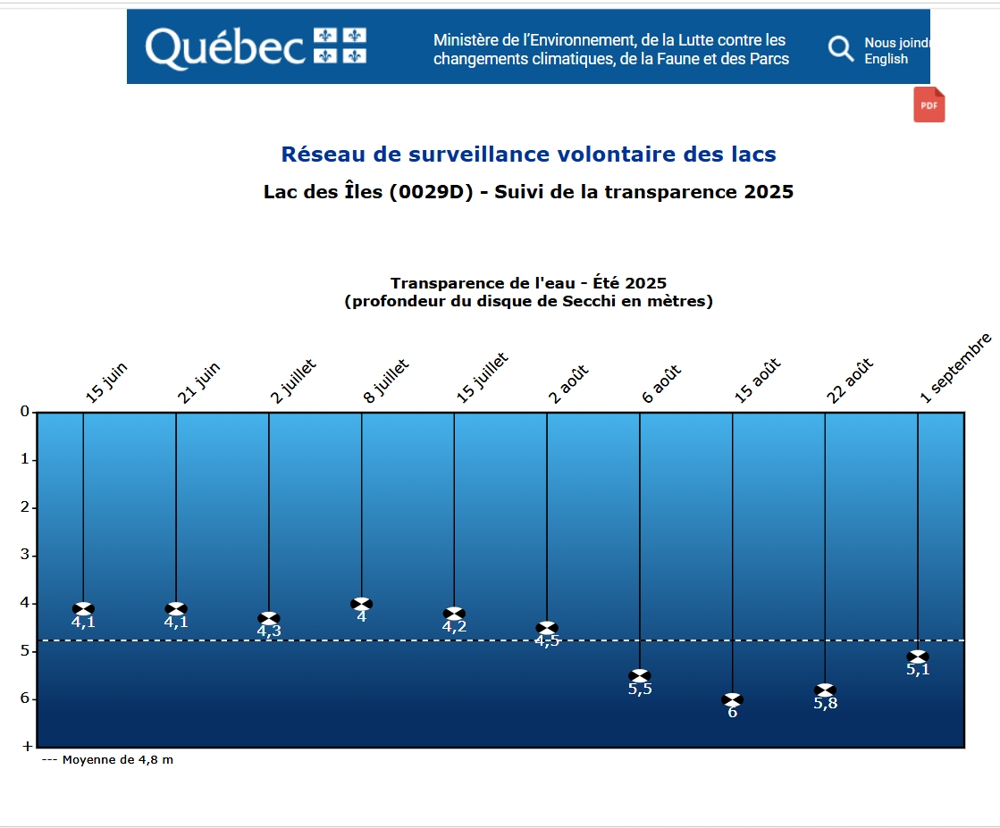 Québec
Ministère de l'Environnement, de la Lutte contre les
changements climatiques, de la Faune et des Parcs
Nous joind
English
PDF
Réseau de surveillance volontaire des lacs
Lac des Îles (0029D) - Suivi de la transparence 2025
Transparence de l'eau - Été 2025
(profondeur du disque de Secchi en mètres)
15 juin
21 juin
2 juillet
8 juillet
15 juillet
2 août
6 août
15 août
22 août
1 septembre
0
1
2
3
4
5
6
+
4,1
4,1
4,3
4
4,2
4,5
5,5
6
5,8
5,1
--- Moyenne de 4,8 m